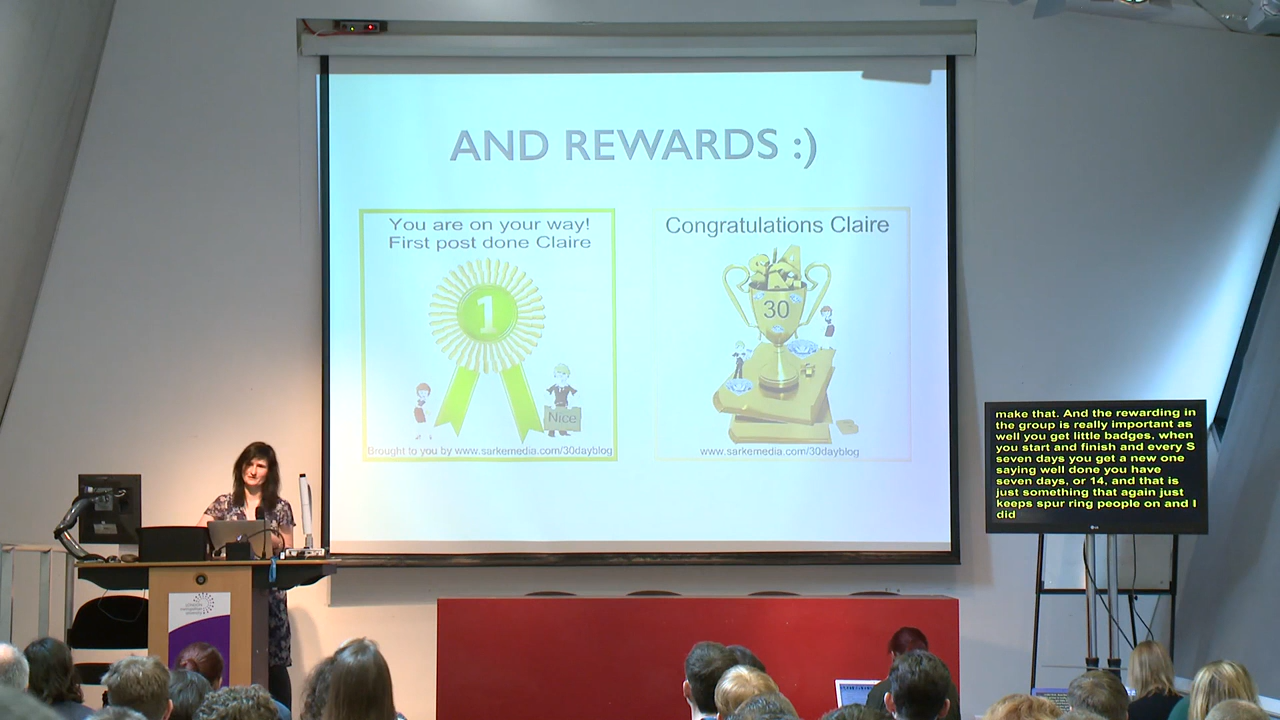 AND REWARDS :)
You are on your way!
First post done Claire
1
Nice
Brought to you by www.sarkemedia.com/30dayblog
Congratulations Claire
30
www.sarkemedia.com/30dayblog
make that. And the rewarding in
the group is really important as
well you get little badges, when
you start and finish and every S
seven days you get a new one
saying well done you have
seven days, or 14, and that is
just something that again just
keeps spur ring people on and I
did
LG